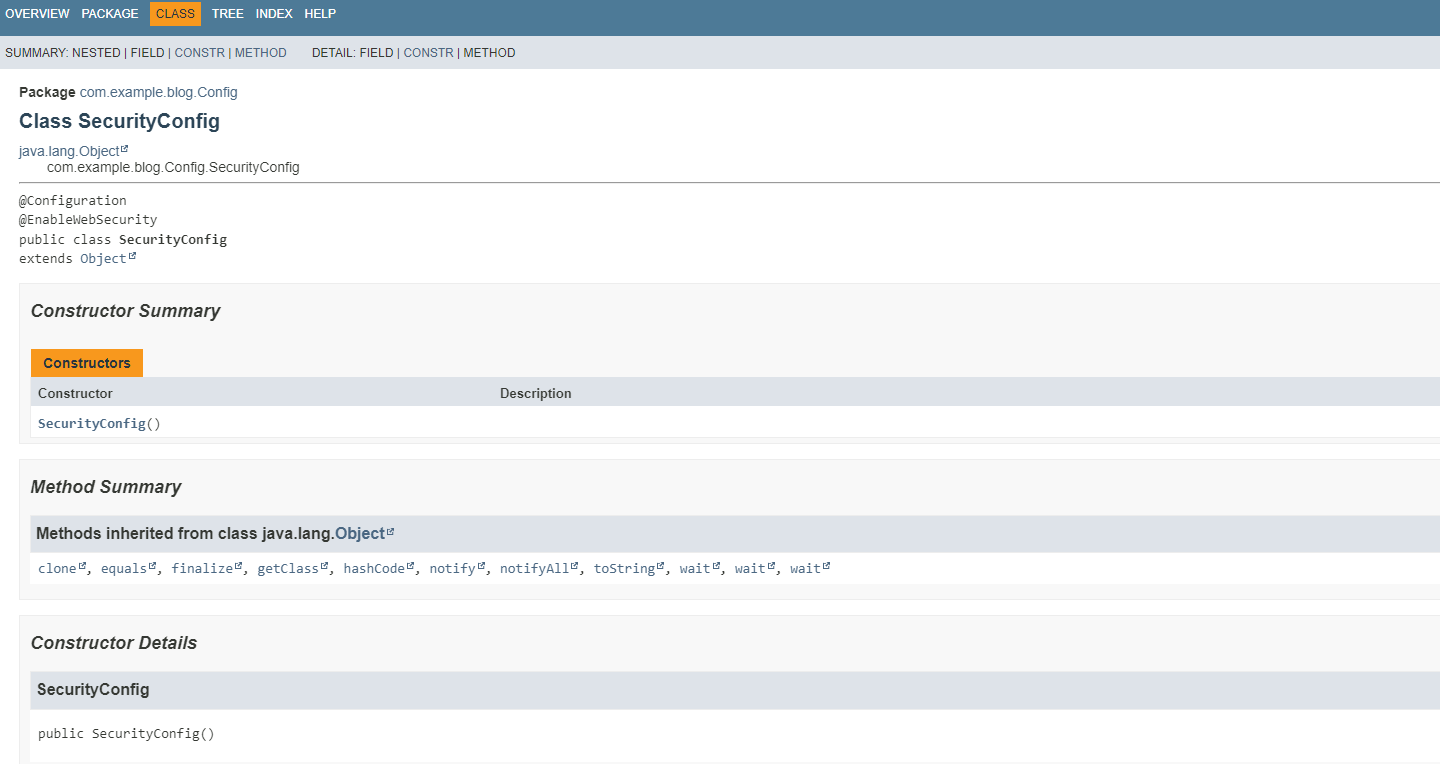 OVERVIEW PACKAGE CLASS TREE INDEX HELP
SUMMARY: NESTED | FIELD | CONSTR | METHOD DETAIL: FIELD | CONSTR | METHOD
Package com.example.blog.Config
Class SecurityConfig
java.lang.Object
com.example.blog.Config.SecurityConfig
@Configuration
@EnableWebSecurity
public class SecurityConfig
extends Object
Constructor Summary
Constructors
Constructor Description
SecurityConfig()
Method Summary
Methods inherited from class java.lang.Object
clone, equals, finalize, getClass, hashCode, notify, notifyAll, toString, wait, wait, wait
Constructor Details
SecurityConfig
public SecurityConfig()